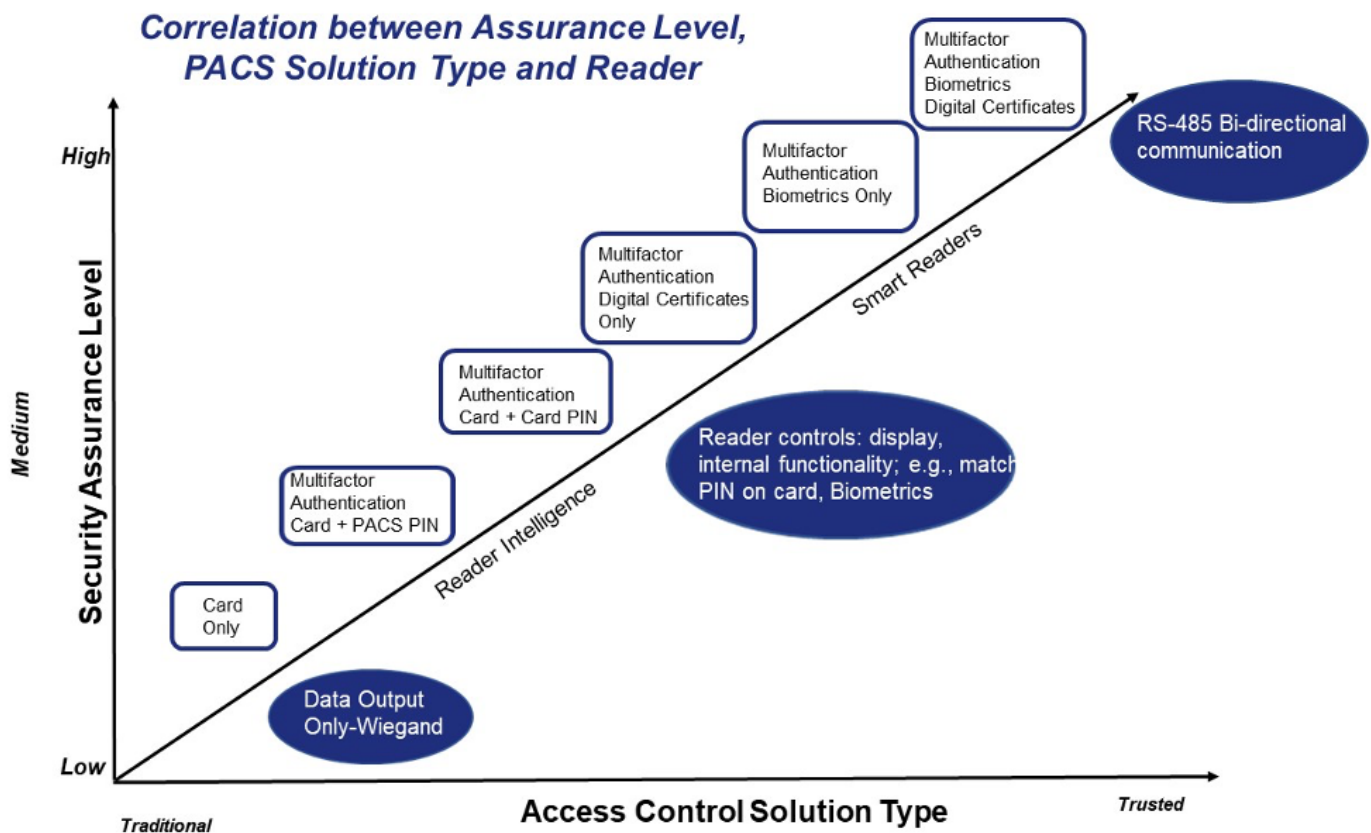 Correlation between Assurance Level,
PACS Solution Type and Reader
Multifactor
Authentication
Biometrics
Digital Certificates
RS-485 Bi-directional
communication
High
Multifactor
Authentication
Biometrics Only
Smart Readers
Multifactor
Authentication
Digital Certificates
Only
Security Assurance Level
Medium
Multifactor
Authentication
Card + Card PIN
Reader controls: display,
internal functionality; e.g., match
PIN on card, Biometrics
Multifactor
Authentication
Card + PACS PIN
Reader Intelligence
Card
Only
Data Output
Only-Wiegand
Low
Traditional
Access Control Solution Type
Trusted